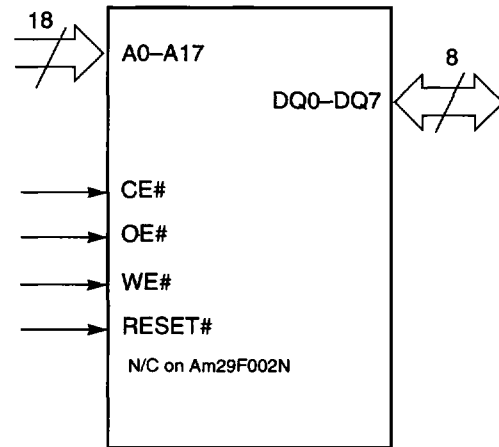 18
A0–A17
8
DQ0–DQ7
CE#
OE#
WE#
RESET#
N/C on Am29F002N